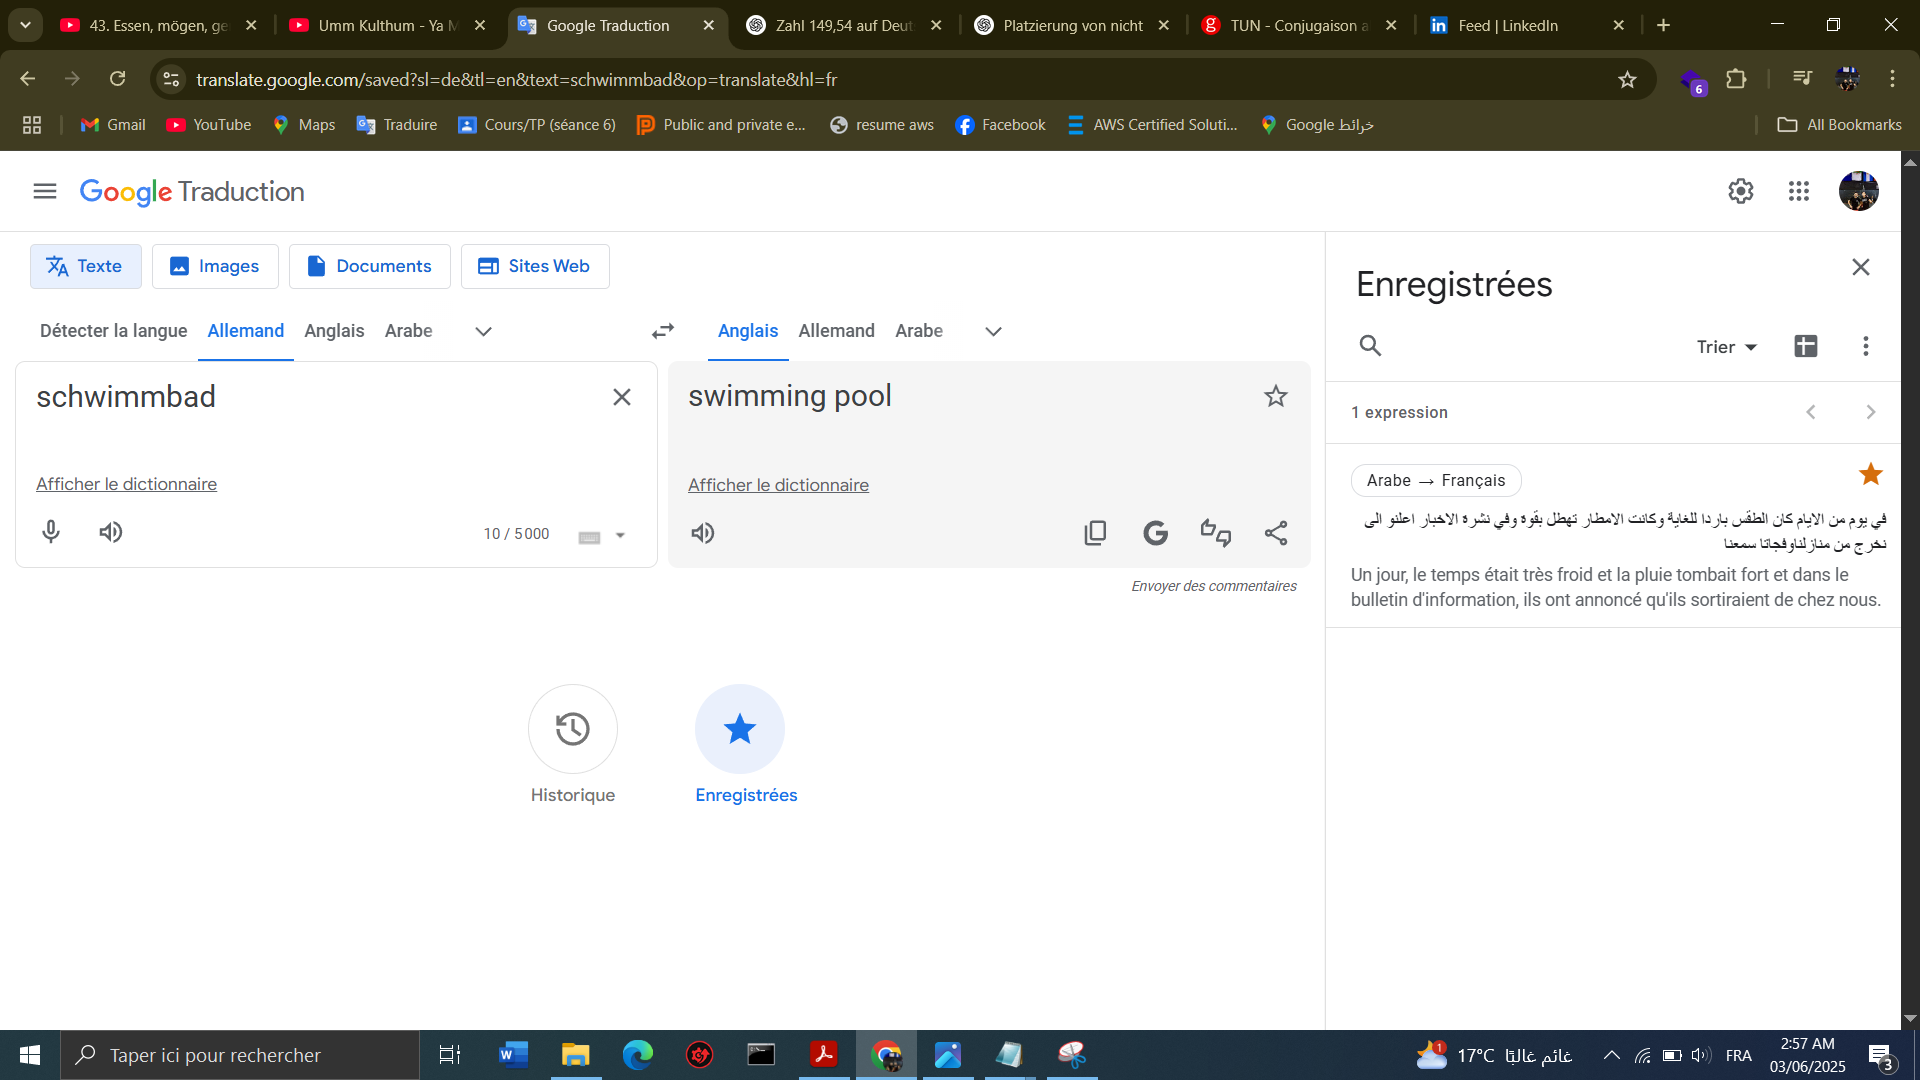 43. Essen, mögen, ge
Umm Kulthum - Ya M
Google Traduction
Zahl 149,54 auf Deut
Platzierung von nicht
TUN - Conjugaison a
Feed | LinkedIn
translate.google.com/saved?sl=de&tl=en&text=schwimmbad&op=translate&hl=fr
6
Gmail
YouTube
Maps
Traduire
Cours/TP (séance 6)
Public and private e...
resume aws
Facebook
AWS Certified Soluti...
Google خرائط
All Bookmarks
Google Traduction
Texte
Images
Documents
Sites Web
Détecter la langue
Allemand
Anglais
Arabe
Anglais
Allemand
Arabe
schwimmbad
swimming pool
Afficher le dictionnaire
Afficher le dictionnaire
10 / 5 000
Envoyer des commentaires
Historique
Enregistrées
Enregistrées
Trier
1 expression
Arabe → Français
في يوم من الايام كان الطقس باردا للغاية وكانت الامطار تهطل بقوة وفي نشرة الاخبار اعلنو الى
نخرج من منازلناوفجاتا سمعنا
Un jour, le temps était très froid et la pluie tombait fort et dans le
bulletin d'information, ils ont annoncé qu'ils sortiraient de chez nous.
Taper ici pour rechercher
1
17°C غائم غالبًا
FRA
2:57 AM
03/06/2025
3